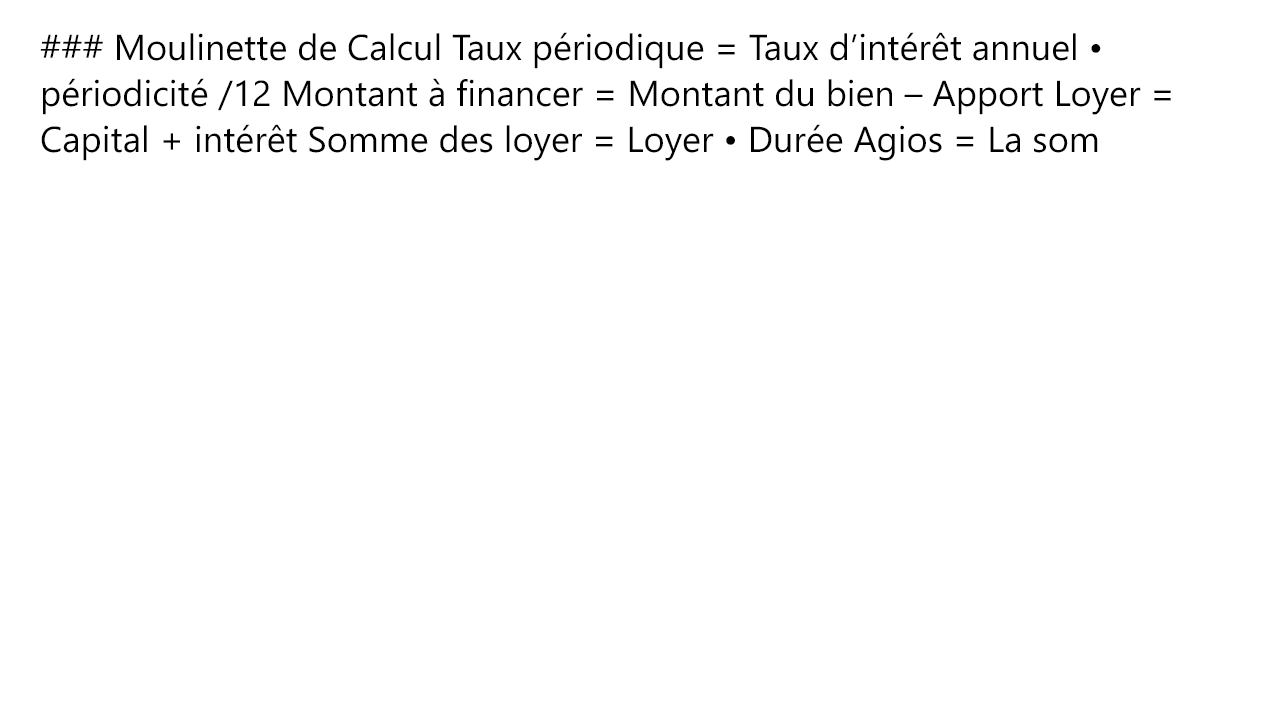 ### Moulinette de Calcul Taux périodique = Taux d’intérêt annuel •
périodicité /12 Montant à financer = Montant du bien – Apport Loyer =
Capital + intérêt Somme des loyer = Loyer • Durée Agios = La som